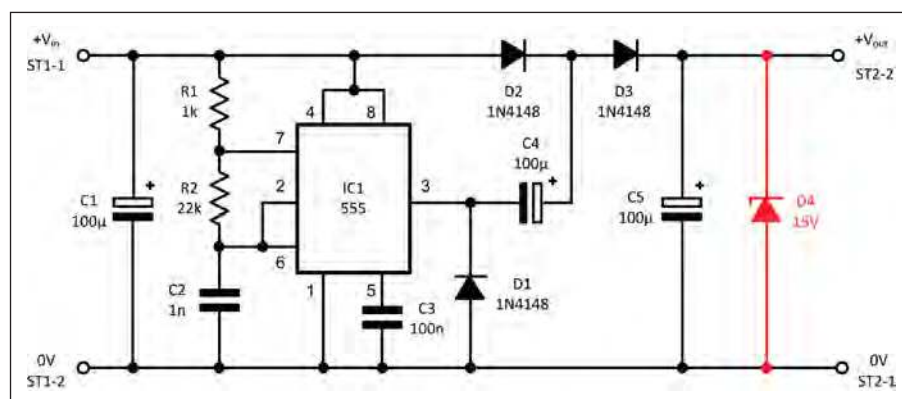 +Vin
ST1-1
R1
1k
4
8
D2
1N4148
D3
1N4148
+Vout
ST2-2
7
C4
100μ
+
R2
22k
2
IC1
555
3
C1
100μ
+
C5
100μ
+
D4
15V
6
C2
1n
1
5
C3
100n
D1
1N4148
0V
ST1-2
0V
ST2-1